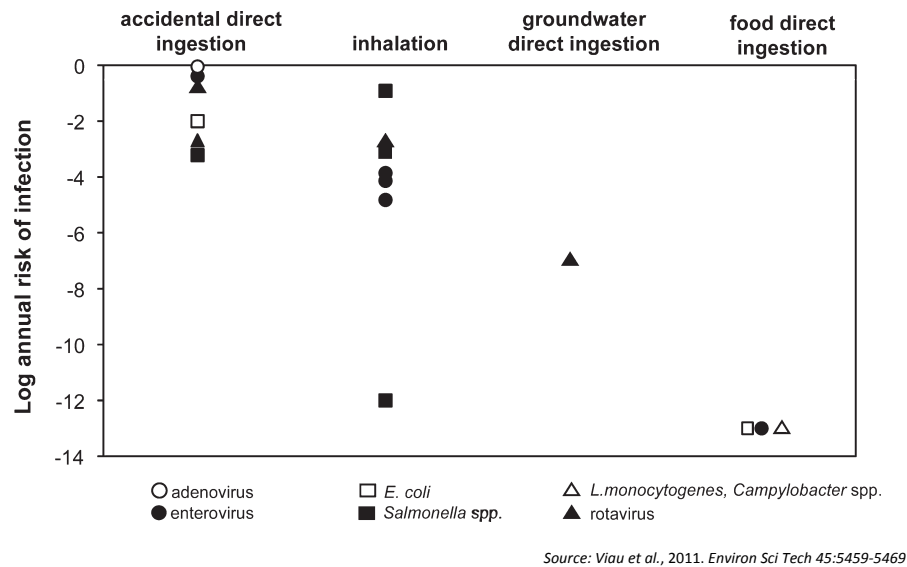 accidental direct
ingestion
inhalation
groundwater
direct ingestion
food direct
ingestion
Log annual risk of infection
0
-2
-4
-6
-8
-10
-12
-14
adenovirus
E. coli
L.monocytogenes, Campylobacter spp.
enterovirus
Salmonella spp.
rotavirus
Source: Viau et al., 2011. Environ Sci Tech 45:5459-5469